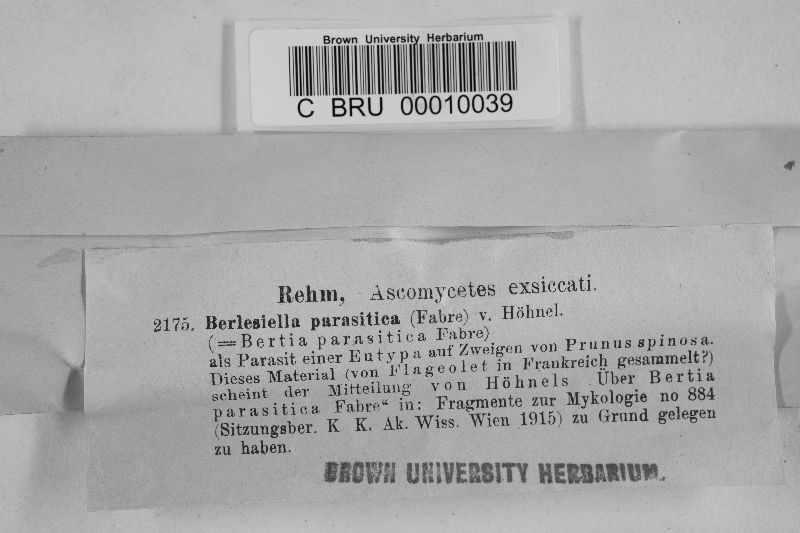 Brown University Herbarium
C BRU 00010039
Rehm, Ascomycetes exsiccati.
2175. Berlesiella parasitica (Fabre) v. Höhnel.
(= Bertia parasitica Fabre)
als Parasit einer Eutypa auf Zweigen von Prunus spinosa.
Dieses Material (von Flageolet in Frankreich gesammelt?)
scheint der Mitteilung von Höhnels Über Bertia
parasitica Fabre“ in: Fragmente zur Mykologie no 884
(Sitzungsber. K K. Ak. Wiss. Wien 1915) zu Grund gelegen
zu haben.
BROWN UNIVERSITY HERBARIUM.